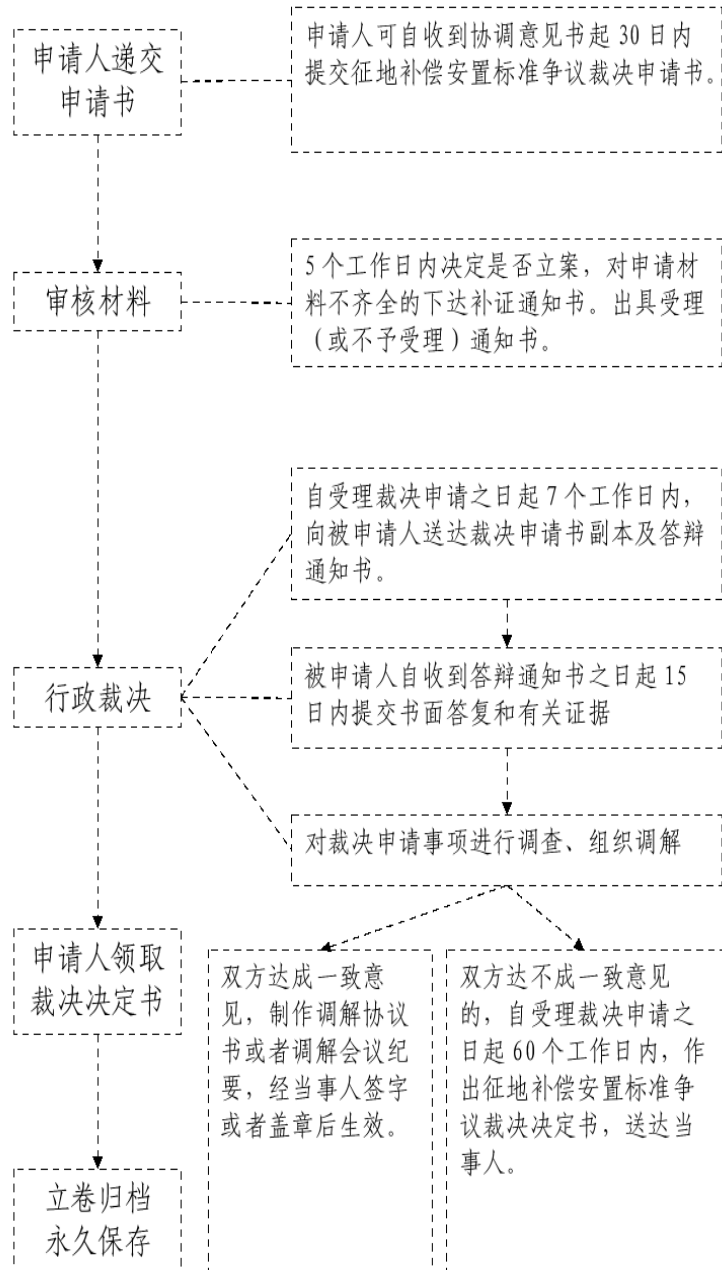 申请人递交
申请书
申请人可自收到协调意见书起 30 日内
提交征地补偿安置标准争议裁决申请书。
审核材料
5 个工作日内决定是否立案，对申请材
料不齐全的下达补证通知书。出具受理
（或不予受理）通知书。
自受理裁决申请之日起 7 个工作日内，
向被申请人送达裁决申请书副本及答辩
通知书。
行政裁决
被申请人自收到答辩通知书之日起 15
日内提交书面答复和有关证据
对裁决申请事项进行调查、组织调解
申请人领取
裁决决定书
双方达成一致意
见，制作调解协议
书或者调解会议纪
要，经当事人签字
或者盖章后生效。
双方达不成一致意见
的，自受理裁决申请之
日起 60 个工作日内，作
出征地补偿安置标准争
议裁决决定书，送达当
事人。
立卷归档
永久保存